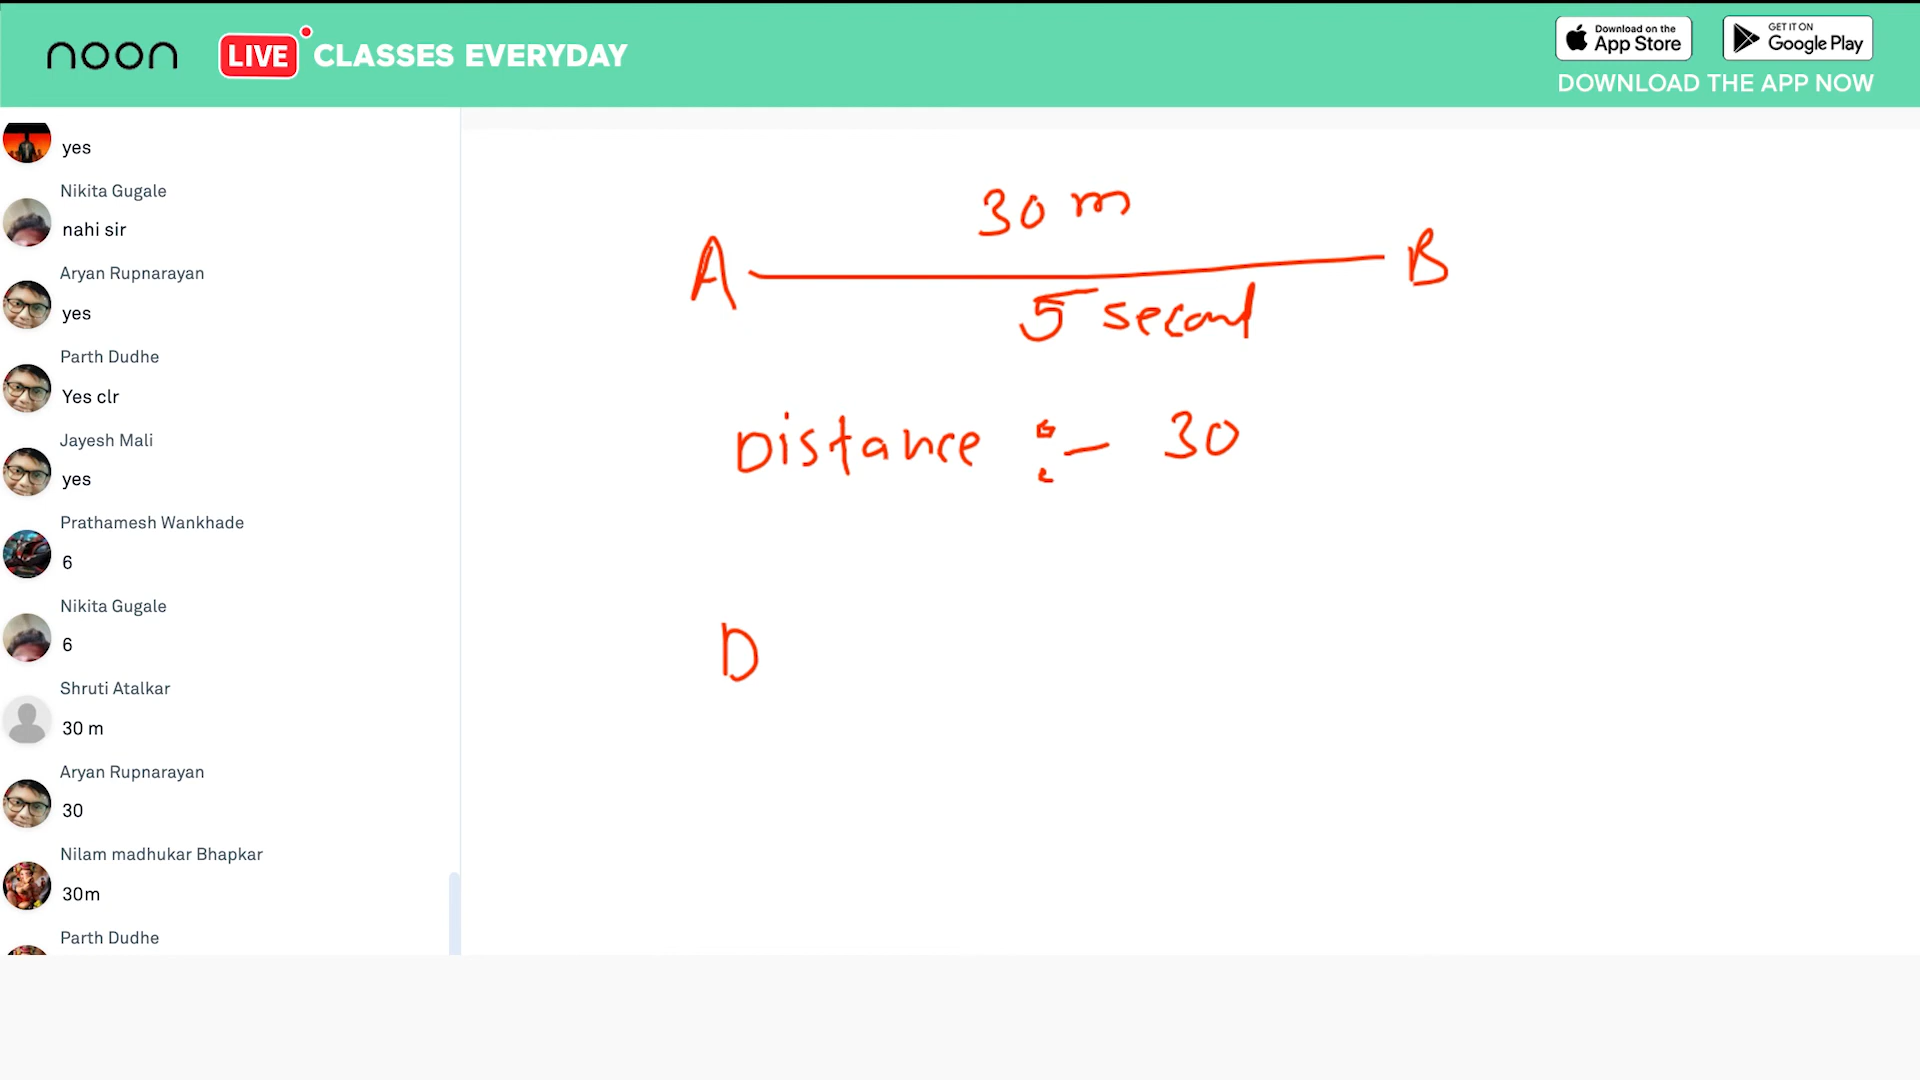 noon LIVE CLASSES EVERYDAY
Download on the App Store
GET IT ON Google Play
DOWNLOAD THE APP NOW
yes
Nikita Gugale
nahi sir
Aryan Rupnarayan
yes
Parth Dudhe
Yes clr
Jayesh Mali
yes
Prathamesh Wankhade
6
Nikita Gugale
6
Shruti Atalkar
30 m
Aryan Rupnarayan
30
Nilam madhukar Bhapkar
30m
Parth Dudhe
30 m
A B
5 second
Distance :- 30
D